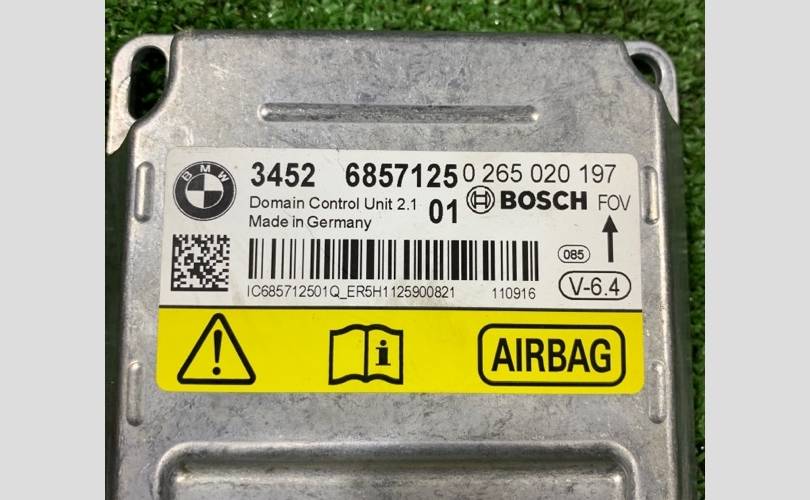 BMW
3452 6857125 0 265 020 197
Domain Control Unit 2.1 01 BOSCH FOV
Made in Germany
085
V-6.4
IC685712501Q_ER5H1125900821 110916
AIRBAG